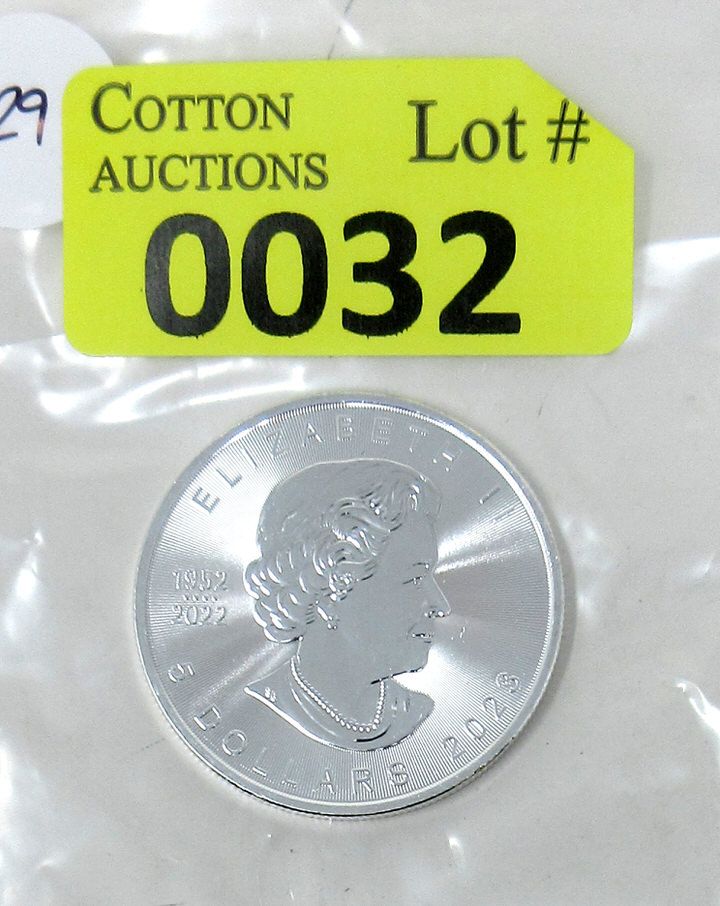 29
COTTON
AUCTIONS
Lot #
0032
ELIZABETH II
1952
2022
5 DOLLARS 2023